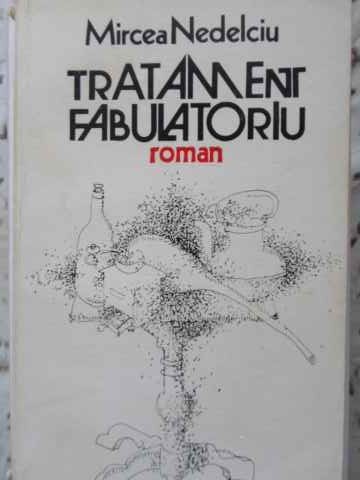 Mircea Nedelciu
TRATAMENT
FABULATORIU
roman